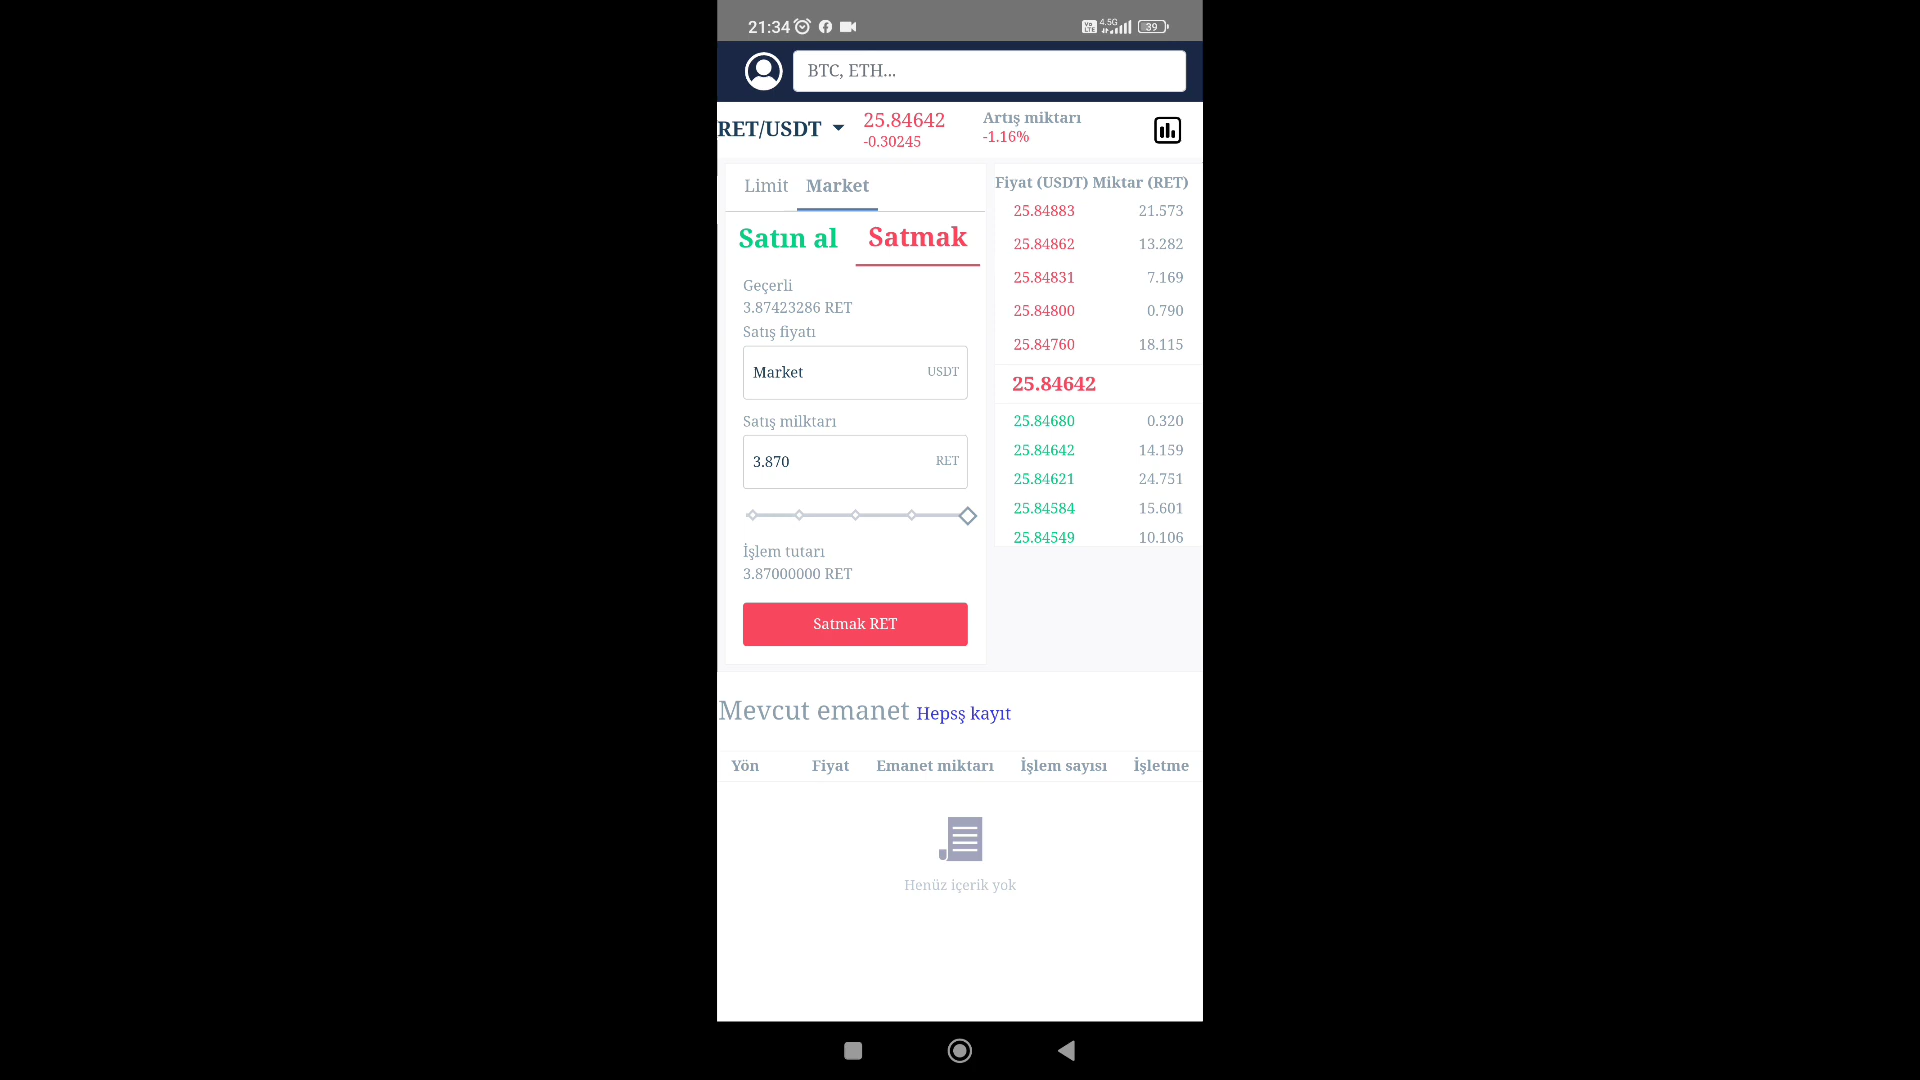 21:34
Vo LTE 4.5G 39
BTC, ETH...
RET/USDT 25.84642 Artış miktarı
-0.30245 -1.16%
Limit Market
Satın al Satmak
Geçerli
3.87423286 RET
Satış fiyatı
Market USDT
Satış milktarı
3.870 RET
İşlem tutarı
3.87000000 RET
Satmak RET
Fiyat (USDT) Miktar (RET)
25.84883 21.573
25.84862 13.282
25.84831 7.169
25.84800 0.790
25.84760 18.115
25.84642
25.84680 0.320
25.84642 14.159
25.84621 24.751
25.84584 15.601
25.84549 10.106
Mevcut emanet Hepsş kayıt
Yön Fiyat Emanet miktarı İşlem sayısı İşletme
Henüz içerik yok